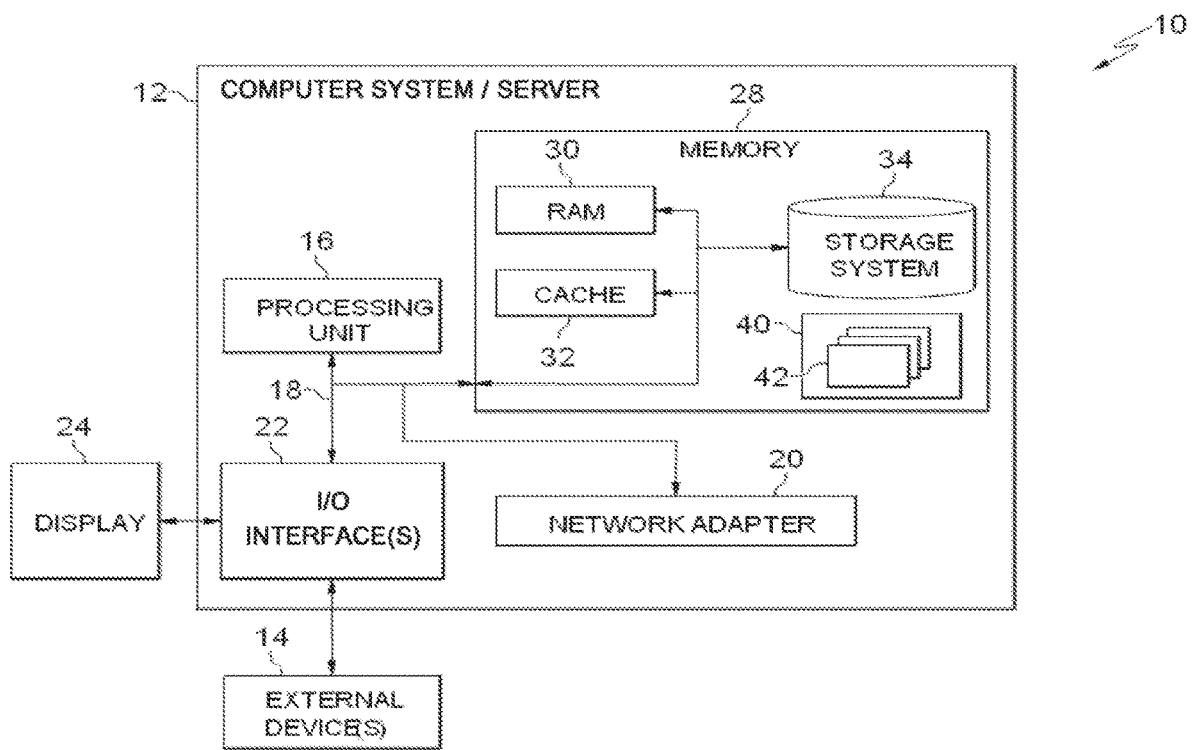 10
12
COMPUTER SYSTEM / SERVER
28
MEMORY
30
RAM
34
STORAGE
SYSTEM
16
PROCESSING
UNIT
CACHE
32
40
42
18
24
22
20
DISPLAY
I/O
INTERFACE(S)
NETWORK ADAPTER
14
EXTERNAL
DEVICE(S)